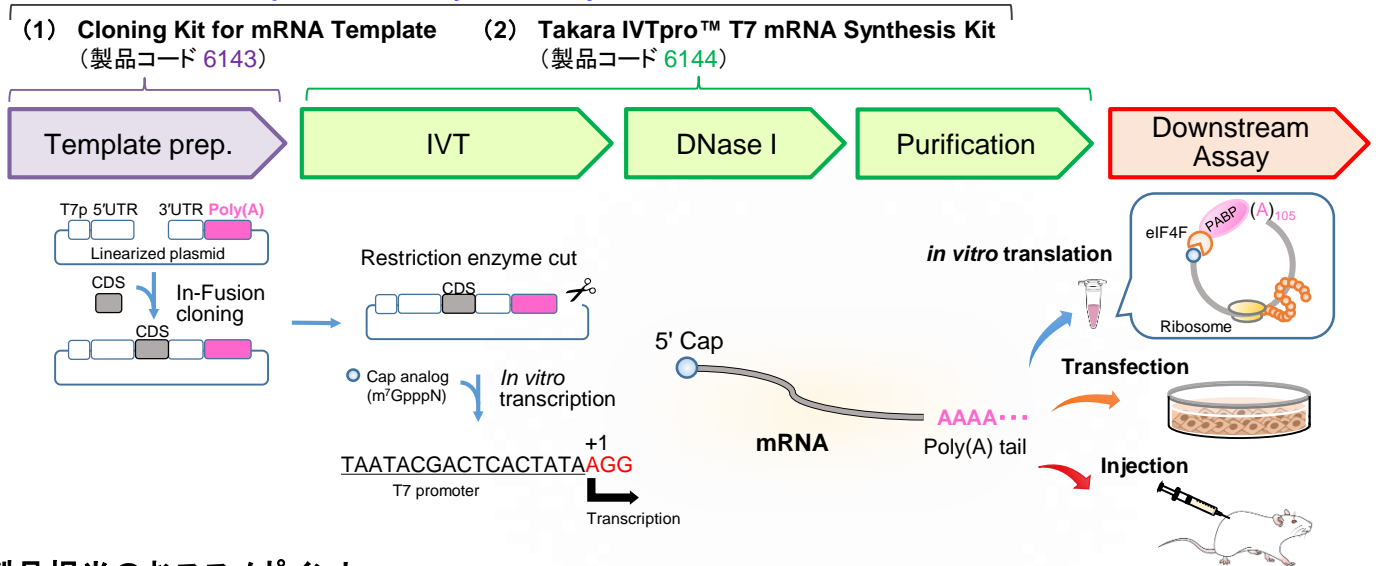 (1) Cloning Kit for mRNA Template
(製品コード 6143)
(2) Takara IVTpro™ T7 mRNA Synthesis Kit
(製品コード 6144)
Template prep.
IVT
DNase I
Purification
Downstream
Assay
T7p 5'UTR 3'UTR Poly(A)
Linearized plasmid
CDS
In-Fusion
cloning
CDS
Restriction enzyme cut
CDS
Cap analog
(m⁷GpppN)
In vitro
transcription
+1
TAATACGACTCACTATAAGG
T7 promoter
Transcription
5' Cap
mRNA
AAAA···
Poly(A) tail
in vitro translation
eIF4F
PABP
(A)₁₀₅
Ribosome
Transfection
Injection